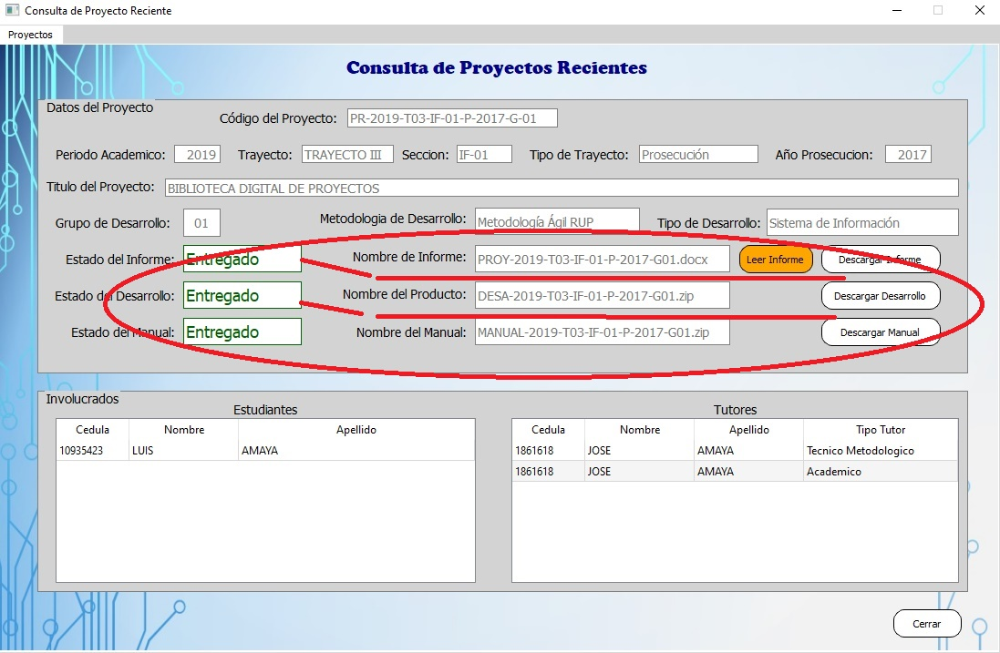 Consulta de Proyecto Reciente
Proyectos
Consulta de Proyectos Recientes
Datos del Proyecto
Código del Proyecto: PR-2019-T03-IF-01-P-2017-G-01
Periodo Academico: 2019 Trayecto: TRAYECTO III Seccion: IF-01 Tipo de Trayecto: Prosecución Año Prosecucion: 2017
Titulo del Proyecto: BIBLIOTECA DIGITAL DE PROYECTOS
Grupo de Desarrollo: 01 Metodologia de Desarrollo: Metodología Ágil RUP Tipo de Desarrollo: Sistema de Información
Estado del Informe: Entregado Nombre de Informe: PROY-2019-T03-IF-01-P-2017-G01.docx Leer Informe Descargar Informe
Estado del Desarrollo: Entregado Nombre del Producto: DESA-2019-T03-IF-01-P-2017-G01.zip Descargar Desarrollo
Estado del Manual: Entregado Nombre del Manual: MANUAL-2019-T03-IF-01-P-2017-G01.zip Descargar Manual
Involucrados
Estudiantes Tutores
Cedula Nombre Apellido Cedula Nombre Apellido Tipo Tutor
10935423 LUIS AMAYA 1861618 JOSE AMAYA Tecnico Metodologico
1861618 JOSE AMAYA Academico
Cerrar